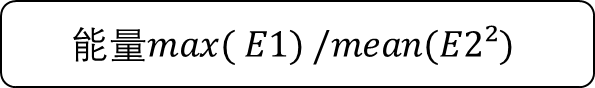 能量max( E1) /mean(E2²)